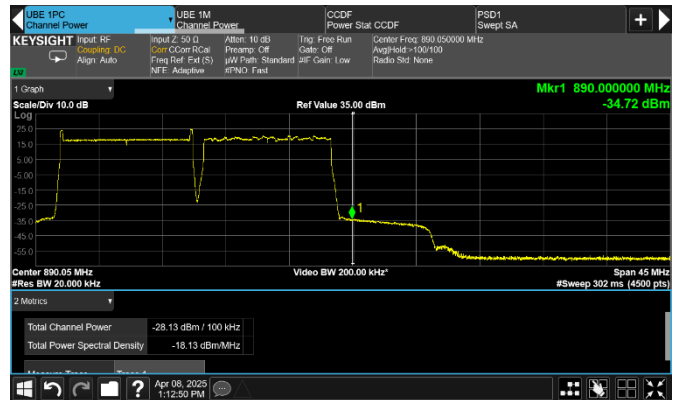 UBE 1PC
Channel Power
UBE 1M
Channel Power
CCDF
Power Stat CCDF
PSD1
Swept SA
KEYSIGHT
Input: RF
Coupling: DC
Align: Auto
Input Z: 50 Ω
Corr CCorr RCal
Freq Ref: Ext (S)
NFE: Adaptive
Atten: 10 dB
Preamp: Off
µW Path: Standard
#PNO: Fast
Trig: Free Run
Gate: Off
#IF Gain: Low
Center Freq: 890.050000 MHz
Avg|Hold:>100/100
Radio Std: None
LXI
1 Graph
Mkr1 890.000000 MHz
-34.72 dBm
Scale/Div 10.0 dB
Ref Value 35.00 dBm
Log
25.0
15.0
5.00
-5.00
-15.0
-25.0
-35.0
-45.0
-55.0
1
Center 890.05 MHz
Video BW 200.00 kHz*
Span 45 MHz
#Res BW 20.000 kHz
#Sweep 302 ms (4500 pts)
2 Metrics
Total Channel Power -28.13 dBm / 100 kHz
Total Power Spectral Density -18.13 dBm/MHz
Apr 08, 2025
1:12:50 PM